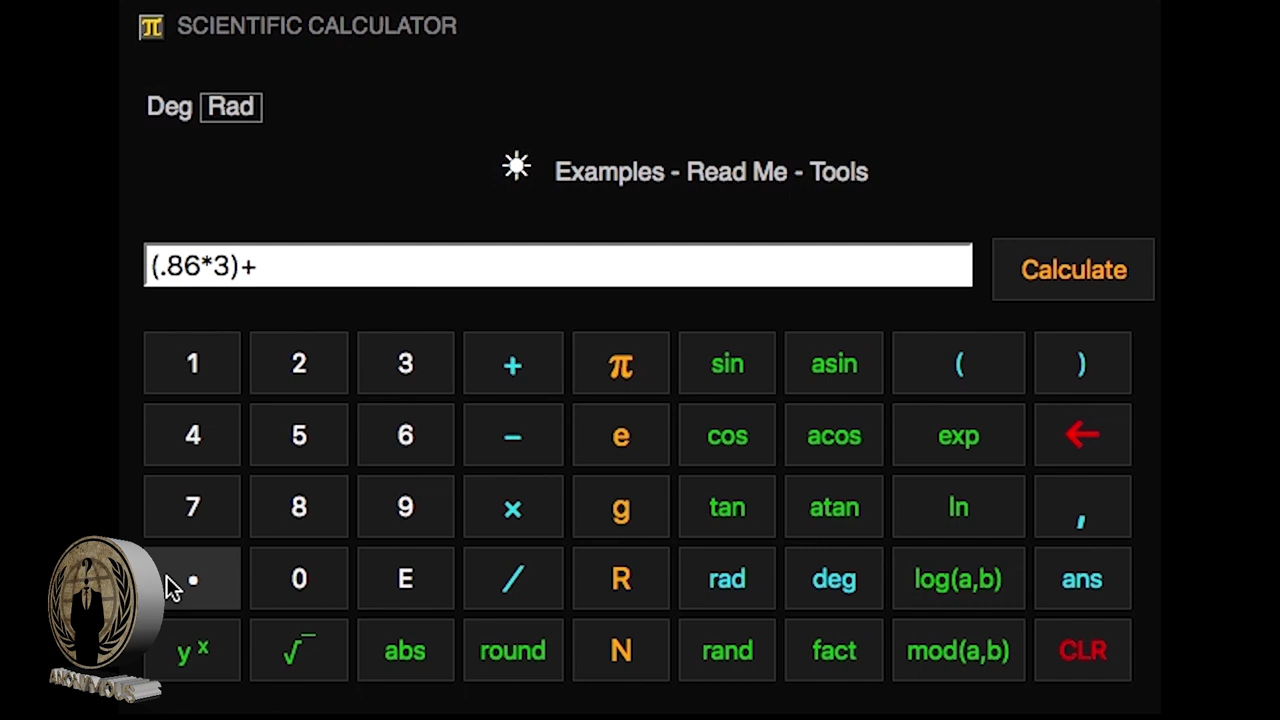 π SCIENTIFIC CALCULATOR
Deg Rad
Examples - Read Me - Tools
(.86*3)+
Calculate
1 2 3 + π sin asin ( )
4 5 6 − e cos acos exp ←
7 8 9 × g tan atan ln ,
. 0 E / R rad deg log(a,b) ans
y x √ abs round N rand fact mod(a,b) CLR
?
ANONYMOUS